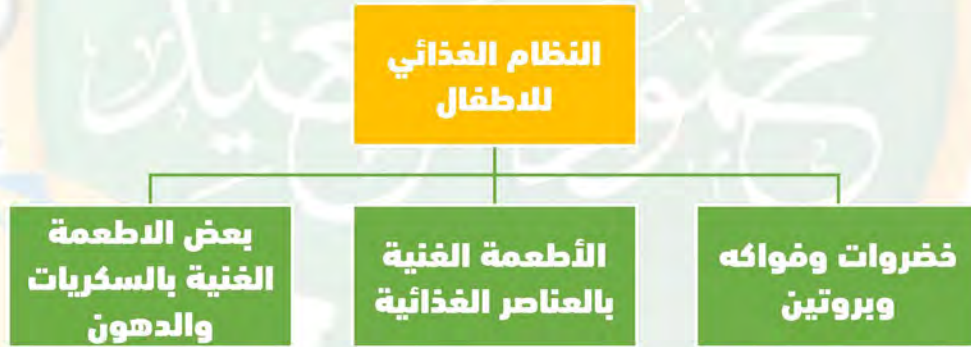 النظام الغذائي
للاطفال
خضروات وفواكه
وبروتين
الأطعمة الغنية
بالعناصر الغذائية
بعض الاطعمة
الغنية بالسكريات
والدهون